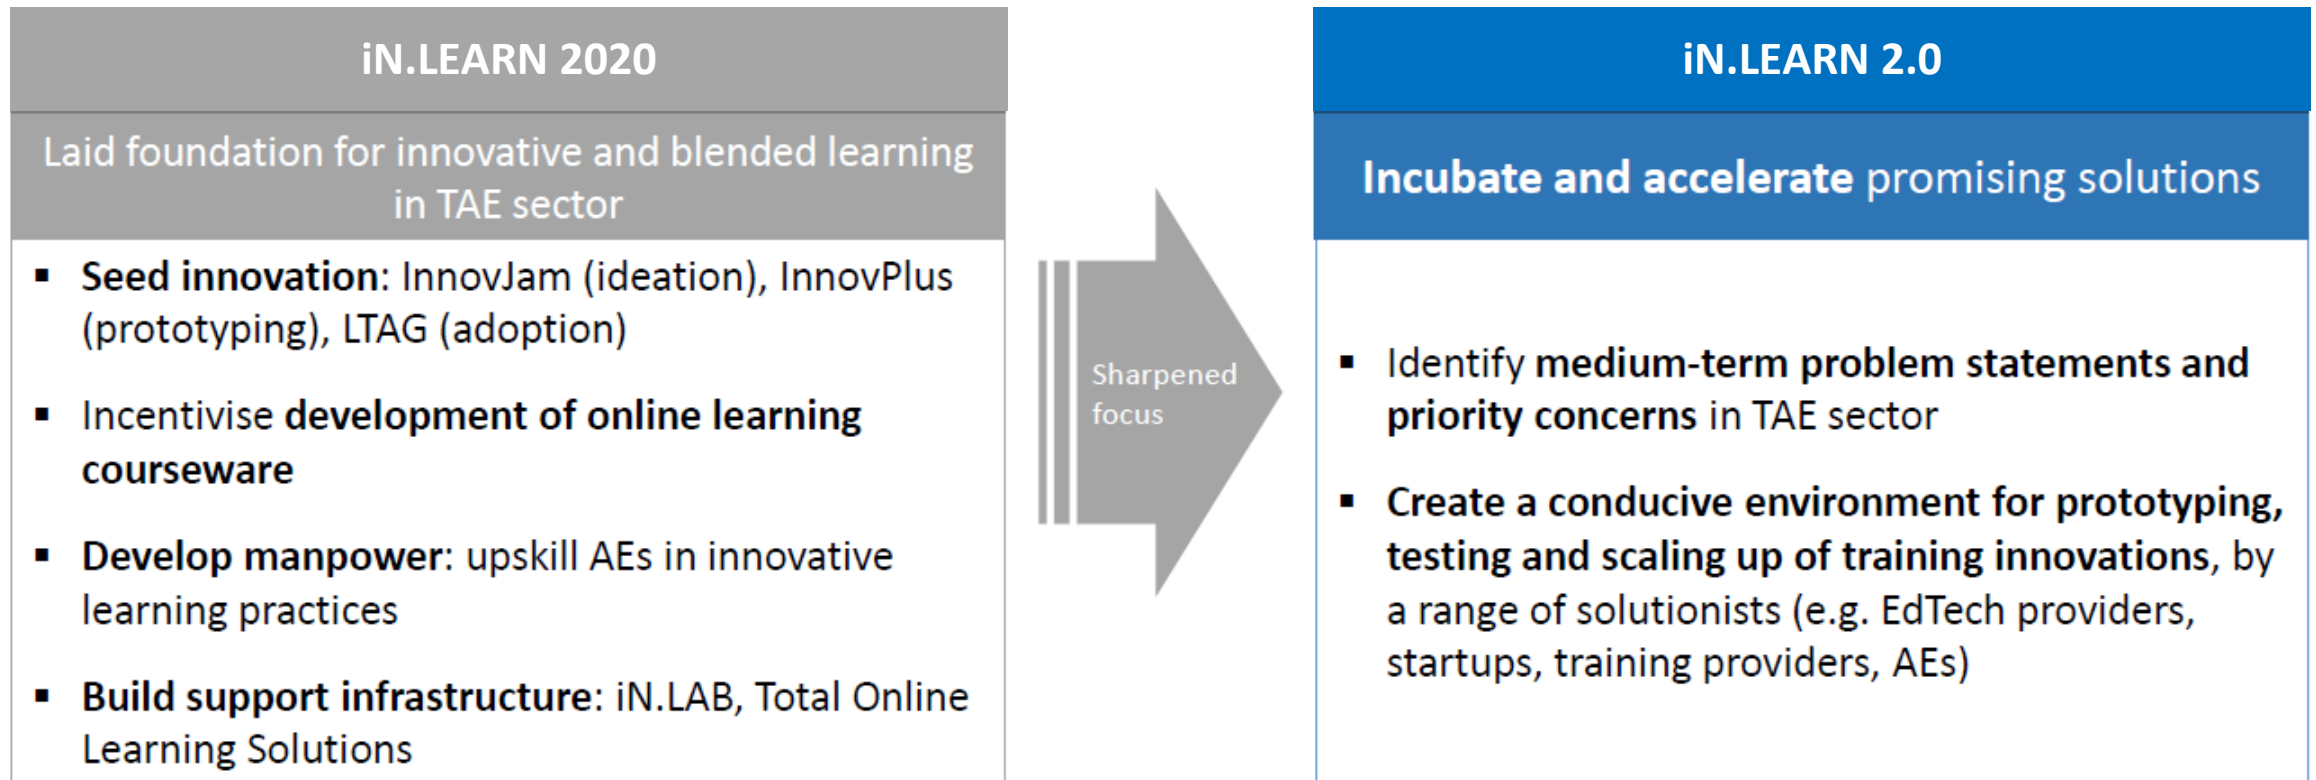 iN.LEARN 2020
Laid foundation for innovative and blended learning
in TAE sector
▪ Seed innovation: InnovJam (ideation), InnovPlus
(prototyping), LTAG (adoption)
▪ Incentivise development of online learning
courseware
▪ Develop manpower: upskill AEs in innovative
learning practices
▪ Build support infrastructure: iN.LAB, Total Online
Learning Solutions
Sharpened
focus
iN.LEARN 2.0
Incubate and accelerate promising solutions
▪ Identify medium-term problem statements and
priority concerns in TAE sector
▪ Create a conducive environment for prototyping,
testing and scaling up of training innovations, by
a range of solutionists (e.g. EdTech providers,
startups, training providers, AEs)